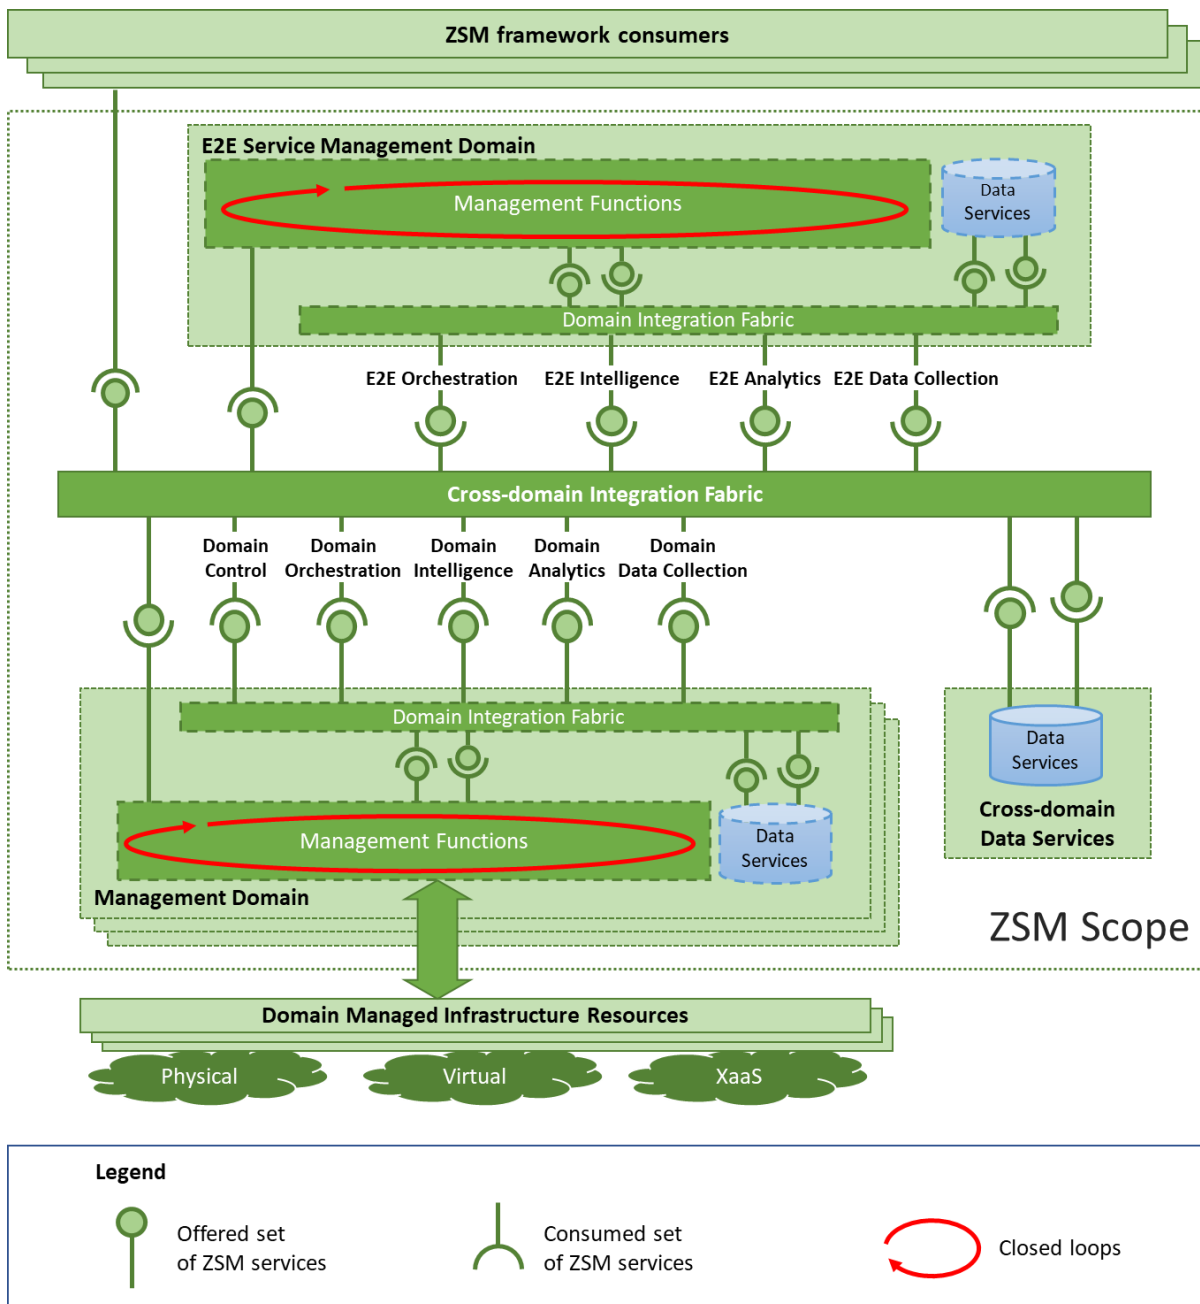 ZSM framework consumers
E2E Service Management Domain
Management Functions
Data
Services
Domain Integration Fabric
E2E Orchestration
E2E Intelligence
E2E Analytics
E2E Data Collection
Cross-domain Integration Fabric
Domain
Control
Domain
Orchestration
Domain
Intelligence
Domain
Analytics
Domain
Data Collection
Domain Integration Fabric
Management Functions
Data
Services
Management Domain
Data
Services
Cross-domain
Data Services
ZSM Scope
Domain Managed Infrastructure Resources
Physical
Virtual
XaaS
Legend
Offered set
of ZSM services
Consumed set
of ZSM services
Closed loops